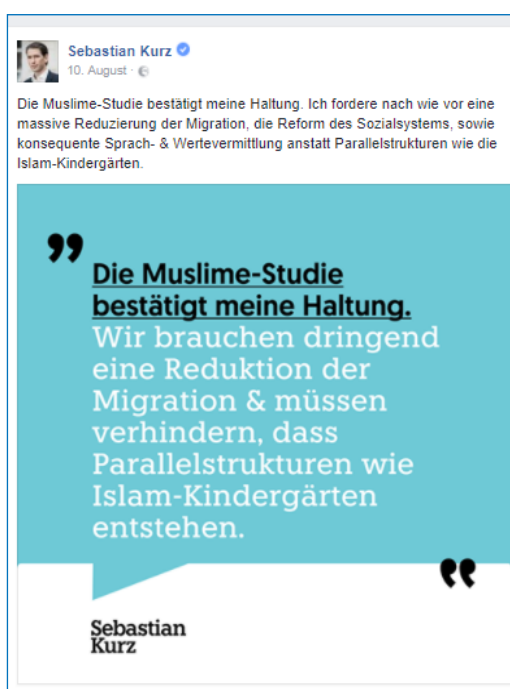 Sebastian Kurz
10. August ·
Die Muslime-Studie bestätigt meine Haltung. Ich fordere nach wie vor eine
massive Reduzierung der Migration, die Reform des Sozialsystems, sowie
konsequente Sprach- & Wertevermittlung anstatt Parallelstrukturen wie die
Islam-Kindergärten.
„
Die Muslime-Studie
bestätigt meine Haltung.
Wir brauchen dringend
eine Reduktion der
Migration & müssen
verhindern, dass
Parallelstrukturen wie
Islam-Kindergärten
entstehen.
“
Sebastian
Kurz